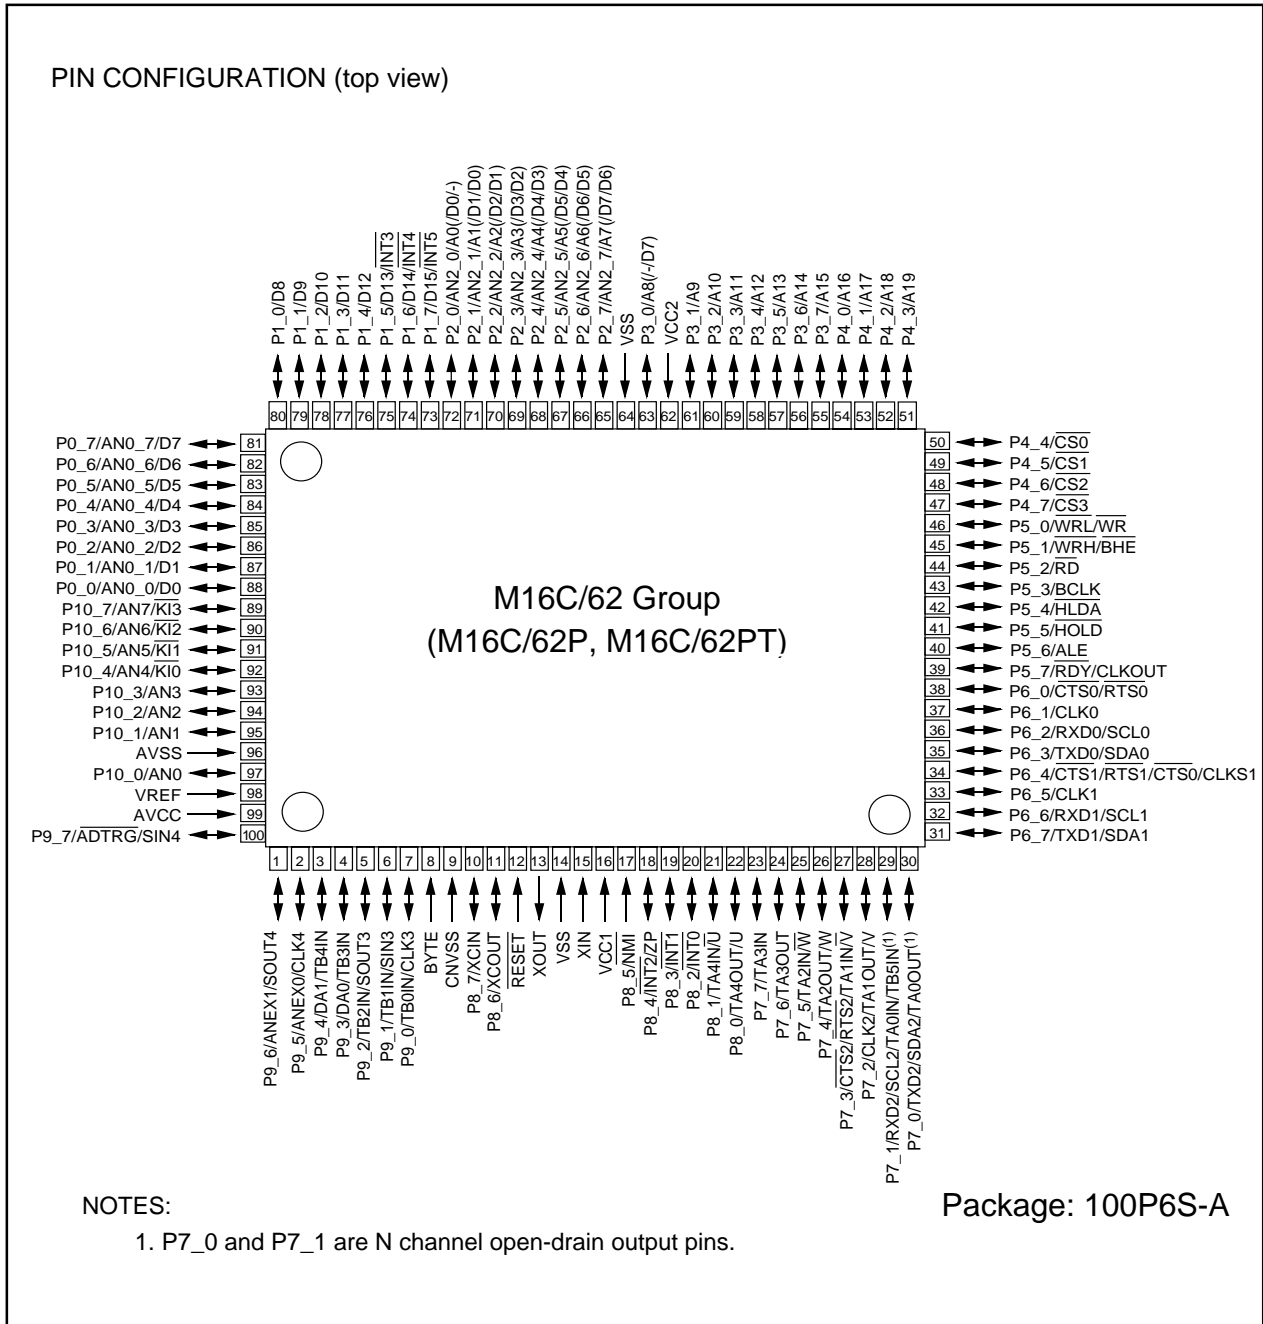 PIN CONFIGURATION (top view)
P1_0/D8
P1_1/D9
P1_2/D10
P1_3/D11
P1_4/D12
P1_5/D13/INT3
P1_6/D14/INT4
P1_7/D15/INT5
P2_0/AN2_0/A0(/D0/-)
P2_1/AN2_1/A1(/D1/D0)
P2_2/AN2_2/A2(/D2/D1)
P2_3/AN2_3/A3(/D3/D2)
P2_4/AN2_4/A4(/D4/D3)
P2_5/AN2_5/A5(/D5/D4)
P2_6/AN2_6/A6(/D6/D5)
P2_7/AN2_7/A7(/D7/D6)
VSS
P3_0/A8(/-/D7)
VCC2
P3_1/A9
P3_2/A10
P3_3/A11
P3_4/A12
P3_5/A13
P3_6/A14
P3_7/A15
P4_0/A16
P4_1/A17
P4_2/A18
P4_3/A19
80 79 78 77 76 75 74 73 72 71 70 69 68 67 66 65 64 63 62 61 60 59 58 57 56 55 54 53 52 51
P0_7/AN0_7/D7 81
P0_6/AN0_6/D6 82
P0_5/AN0_5/D5 83
P0_4/AN0_4/D4 84
P0_3/AN0_3/D3 85
P0_2/AN0_2/D2 86
P0_1/AN0_1/D1 87
P0_0/AN0_0/D0 88
P10_7/AN7/KI3 89
P10_6/AN6/KI2 90
P10_5/AN5/KI1 91
P10_4/AN4/KI0 92
P10_3/AN3 93
P10_2/AN2 94
P10_1/AN1 95
AVSS 96
P10_0/AN0 97
VREF 98
AVCC 99
P9_7/ADTRG/SIN4 100
M16C/62 Group
(M16C/62P, M16C/62PT)
50 P4_4/CS0
49 P4_5/CS1
48 P4_6/CS2
47 P4_7/CS3
46 P5_0/WRL/WR
45 P5_1/WRH/BHE
44 P5_2/RD
43 P5_3/BCLK
42 P5_4/HLDA
41 P5_5/HOLD
40 P5_6/ALE
39 P5_7/RDY/CLKOUT
38 P6_0/CTS0/RTS0
37 P6_1/CLK0
36 P6_2/RXD0/SCL0
35 P6_3/TXD0/SDA0
34 P6_4/CTS1/RTS1/CTS0/CLKS1
33 P6_5/CLK1
32 P6_6/RXD1/SCL1
31 P6_7/TXD1/SDA1
1 2 3 4 5 6 7 8 9 10 11 12 13 14 15 16 17 18 19 20 21 22 23 24 25 26 27 28 29 30
P9_6/ANEX1/SOUT4
P9_5/ANEX0/CLK4
P9_4/DA1/TB4IN
P9_3/DA0/TB3IN
P9_2/TB2IN/SOUT3
P9_1/TB1IN/SIN3
P9_0/TB0IN/CLK3
BYTE
CNVSS
P8_7/XCIN
P8_6/XCOUT
RESET
XOUT
VSS
XIN
VCC1
P8_5/NMI
P8_4/INT2/ZP
P8_3/INT1
P8_2/INT0
P8_1/TA4IN/U
P8_0/TA4OUT/U
P7_7/TA3IN
P7_6/TA3OUT
P7_5/TA2IN/W
P7_4/TA2OUT/W
P7_3/CTS2/RTS2/TA1IN/V
P7_2/CLK2/TA1OUT/V
P7_1/RXD2/SCL2/TA0IN/TB5IN(1)
P7_0/TXD2/SDA2/TA0OUT(1)
NOTES:
1. P7_0 and P7_1 are N channel open-drain output pins.
Package: 100P6S-A